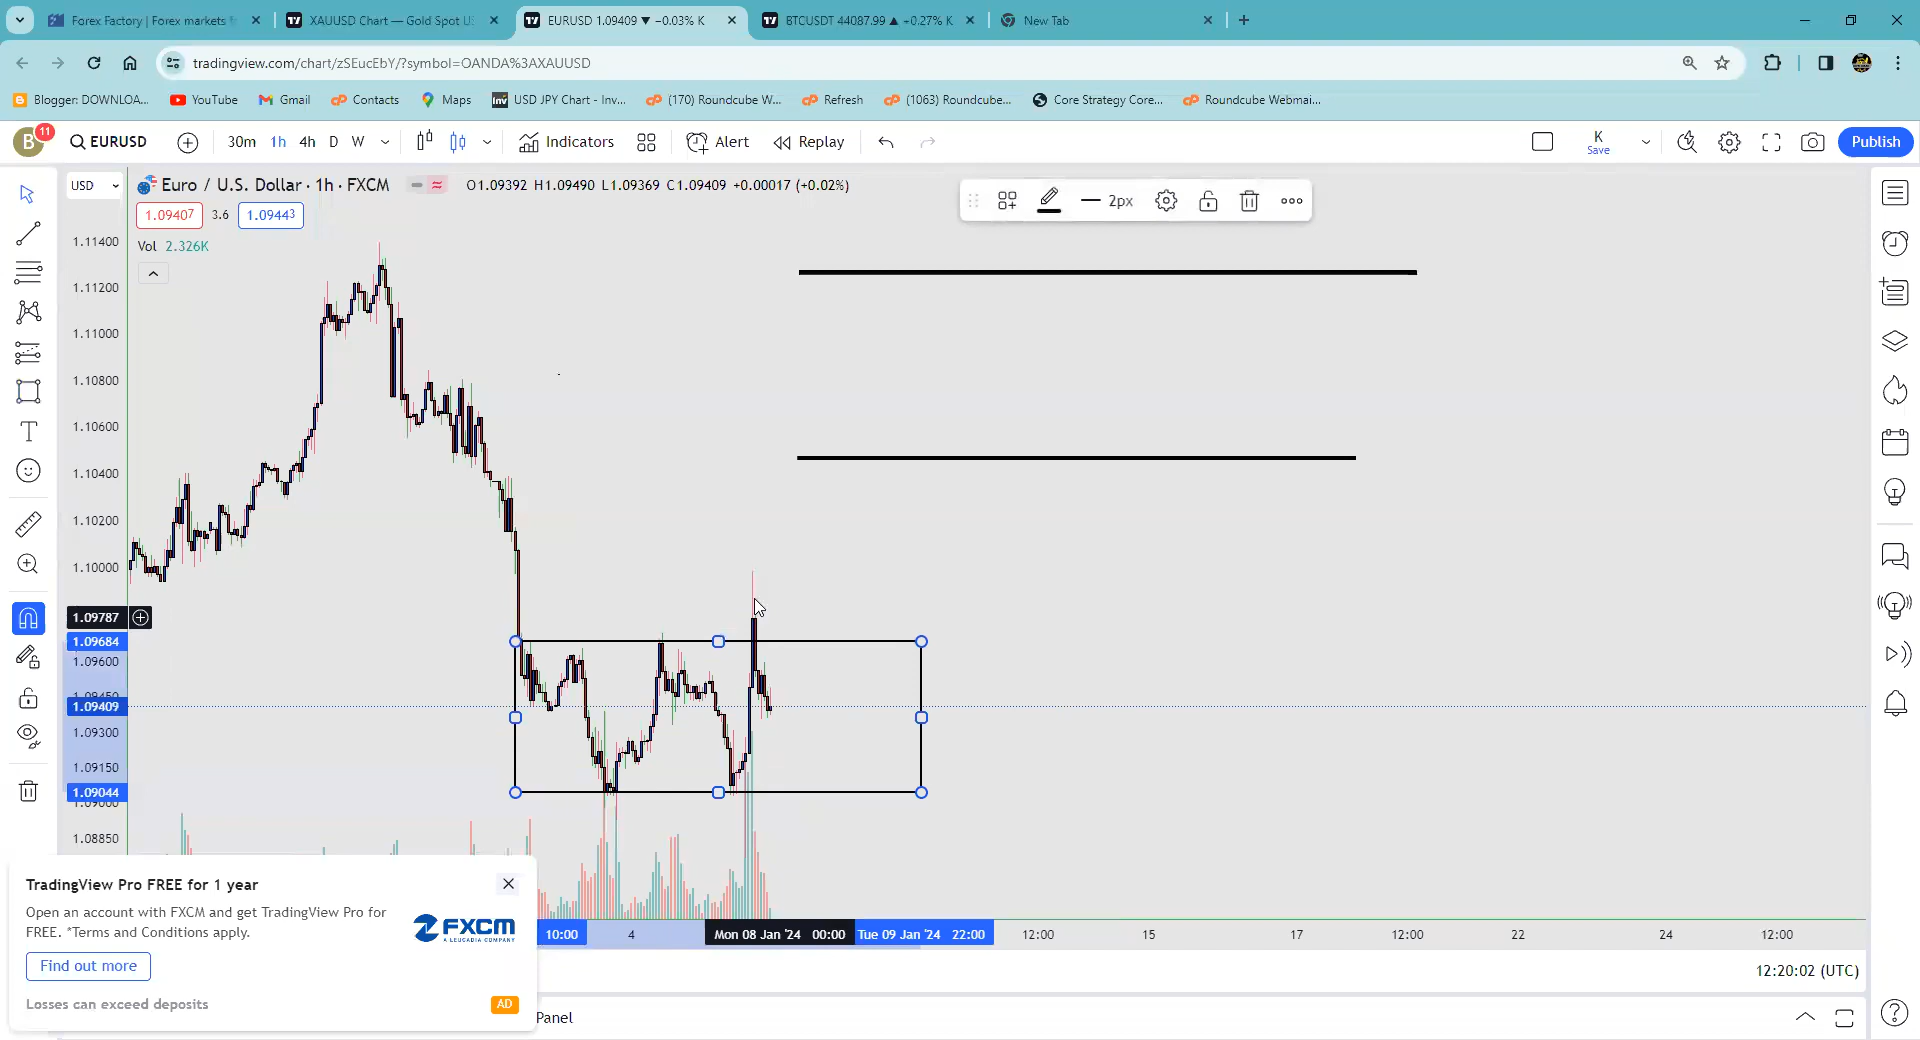 Forex Factory | Forex markets f
XAUUSD Chart — Gold Spot U
EURUSD 1.09409 ▼ −0.03% K
BTCUSDT 44087.99 ▲ +0.27% K
New Tab
tradingview.com/chart/zSEucEbY/?symbol=OANDA%3AXAUUSD
Blogger: DOWNLOA...
YouTube
Gmail
Contacts
Maps
USD JPY Chart - Inv...
(170) Roundcube W...
Refresh
(1063) Roundcube...
Core Strategy Core...
Roundcube Webmai...
B
11
EURUSD
30m 1h 4h D W
Indicators
Alert
Replay
K
Save
Publish
USD
Euro / U.S. Dollar · 1h · FXCM
O1.09392 H1.09490 L1.09369 C1.09409 +0.00017 (+0.02%)
1.09407 3.6 1.09443
Vol 2.326K
2px
1.11400
1.11200
1.11000
1.10800
1.10600
1.10400
1.10200
1.10000
1.09787
1.09684
1.09600
1.09450
1.09409
1.09300
1.09150
1.09044
1.09000
1.08850
TradingView Pro FREE for 1 year
Open an account with FXCM and get TradingView Pro for
FREE. *Terms and Conditions apply.
FXCM
A LEUCADIA COMPANY
Find out more
Losses can exceed deposits
AD
10:00 4 Mon 08 Jan '24 00:00 Tue 09 Jan '24 22:00 12:00 15 17 12:00 22 24 12:00
12:20:02 (UTC)
Panel